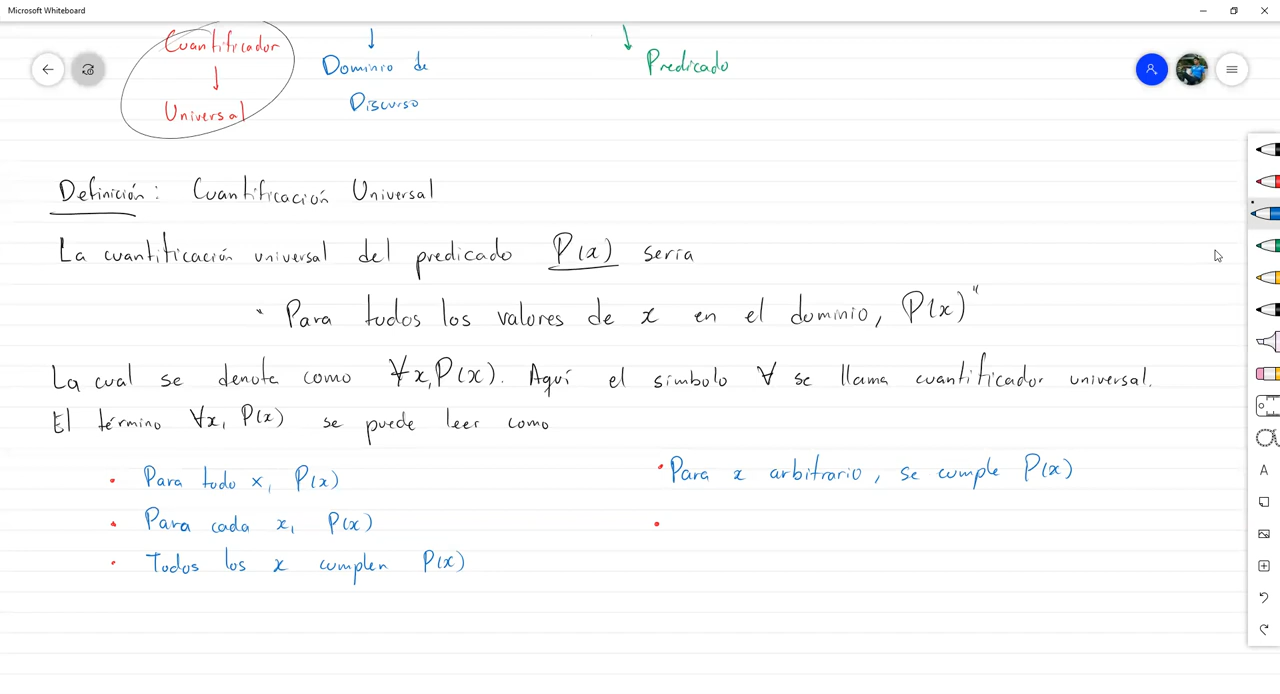 Microsoft Whiteboard
Cuantificador
Universal
Dominio de
Discurso
Predicado
Definición: Cuantificación Universal
La cuantificación universal del predicado P(x) sería
"Para todos los valores de x en el dominio, P(x)"
La cual se denota como ∀x, P(x). Aquí el símbolo ∀ se llama cuantificador universal.
El término ∀x, P(x) se puede leer como
• Para todo x, P(x)
• Para cada x, P(x)
• Todos los x cumplen P(x)
• Para x arbitrario, se cumple P(x)
•
A